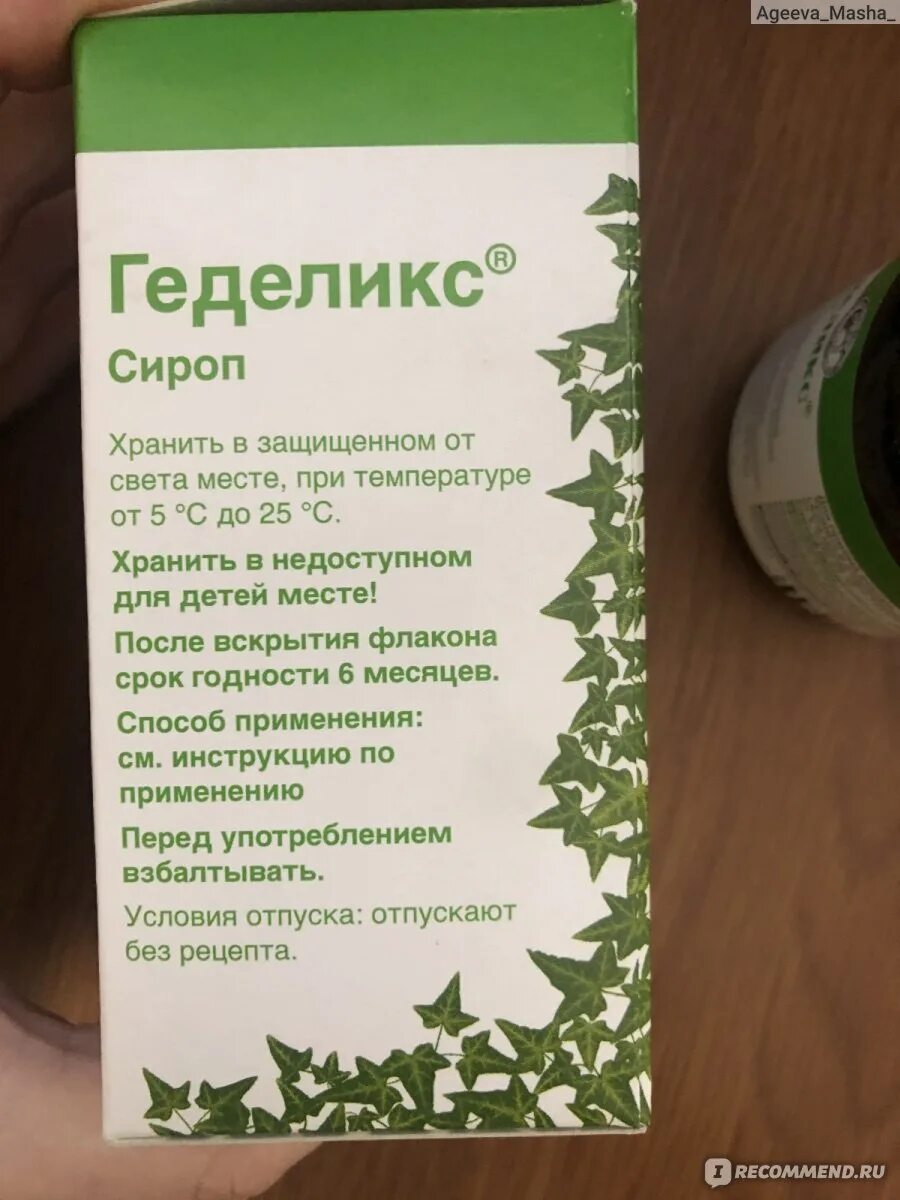 Ageeva_Masha_
Геделикс®
Сироп
Хранить в защищенном от
света месте, при температуре
от 5 °C до 25 °C.
Хранить в недоступном
для детей месте!
После вскрытия флакона
срок годности 6 месяцев.
Способ применения:
см. инструкцию по
применению
Перед употреблением
взбалтывать.
Условия отпуска: отпускают
без рецепта.
IRECOMMEND.RU